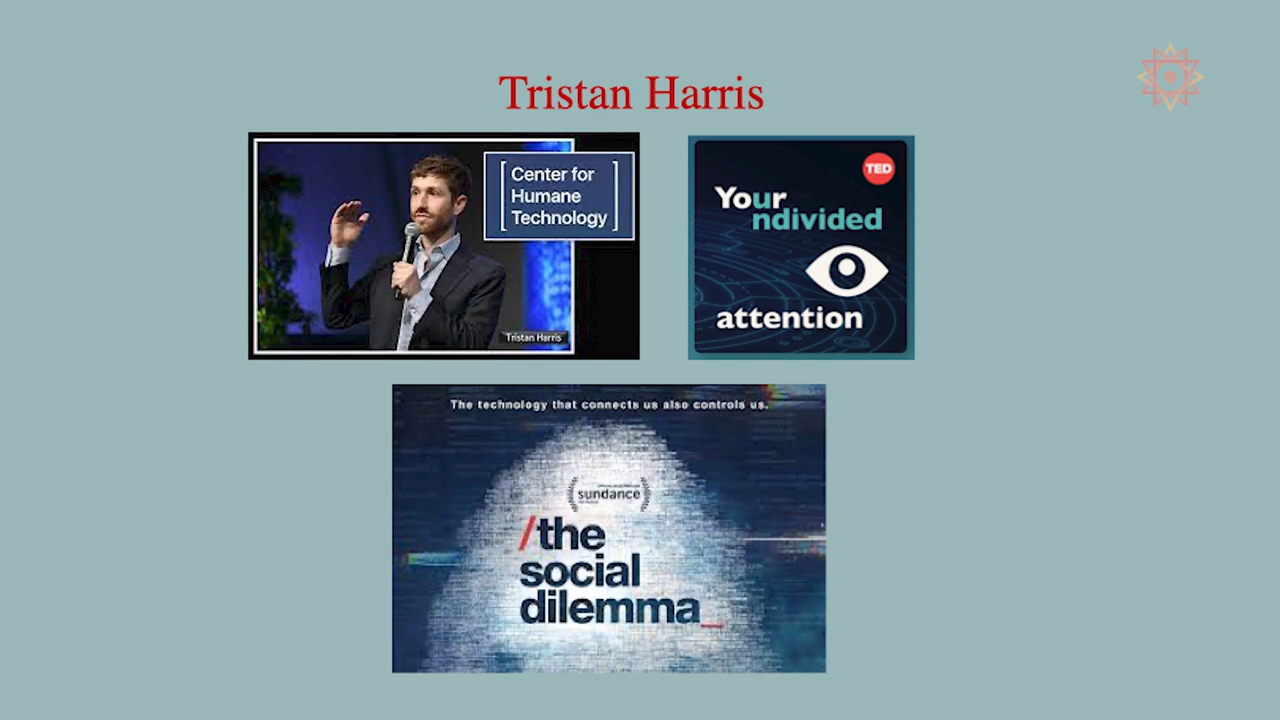 Tristan Harris
Center for
Humane
Technology
Tristan Harris
TED
Your
ndivided
attention
The technology that connects us also controls us.
sundance
/the
social
dilemma_